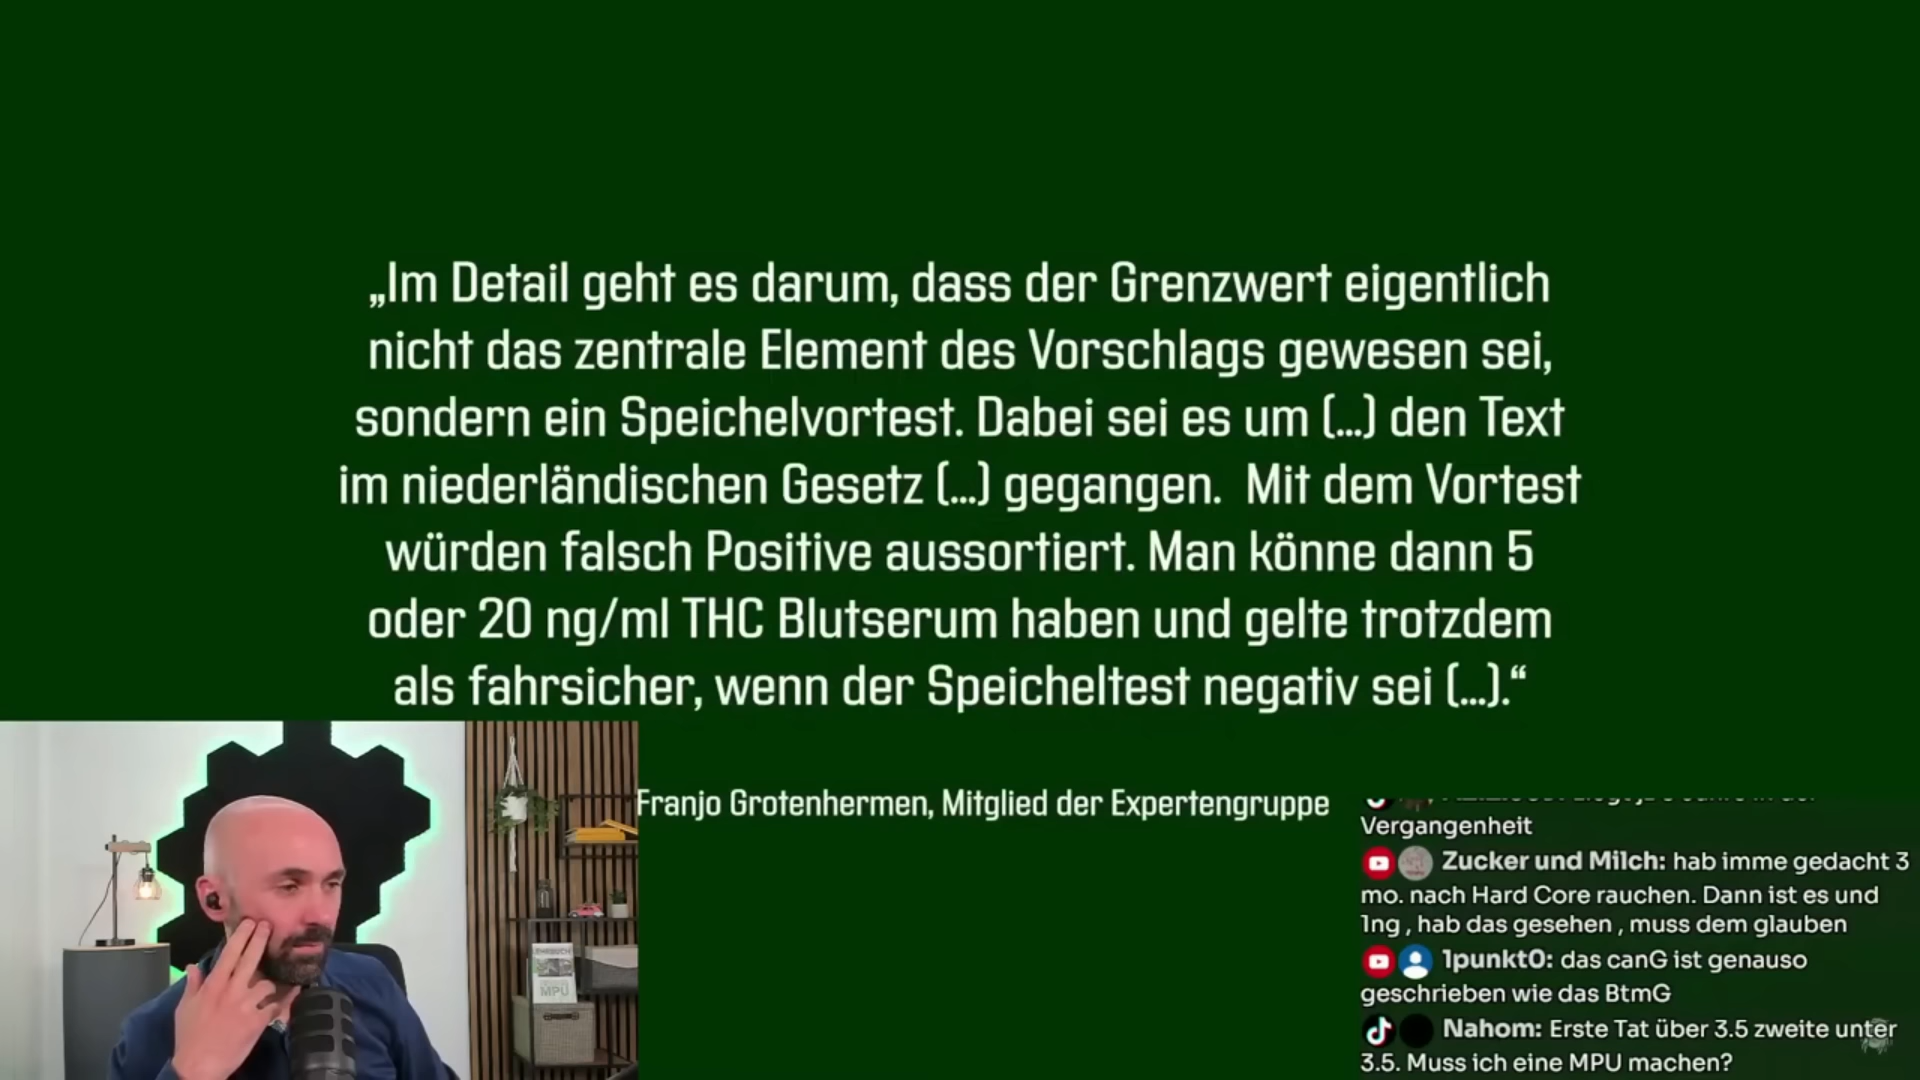 „Im Detail geht es darum, dass der Grenzwert eigentlich
nicht das zentrale Element des Vorschlags gewesen sei,
sondern ein Speichelvortest. Dabei sei es um (...) den Text
im niederländischen Gesetz (...) gegangen. Mit dem Vortest
würden falsch Positive aussortiert. Man könne dann 5
oder 20 ng/ml THC Blutserum haben und gelte trotzdem
als fahrsicher, wenn der Speicheltest negativ sei (...).“
Franjo Grotenhermen, Mitglied der Expertengruppe
MPU
Vergangenheit
Zucker und Milch: hab imme gedacht 3
mo. nach Hard Core rauchen. Dann ist es und
1ng , hab das gesehen , muss dem glauben
1punkt0: das canG ist genauso
geschrieben wie das BtmG
Nahom: Erste Tat über 3.5 zweite unter
3.5. Muss ich eine MPU machen?